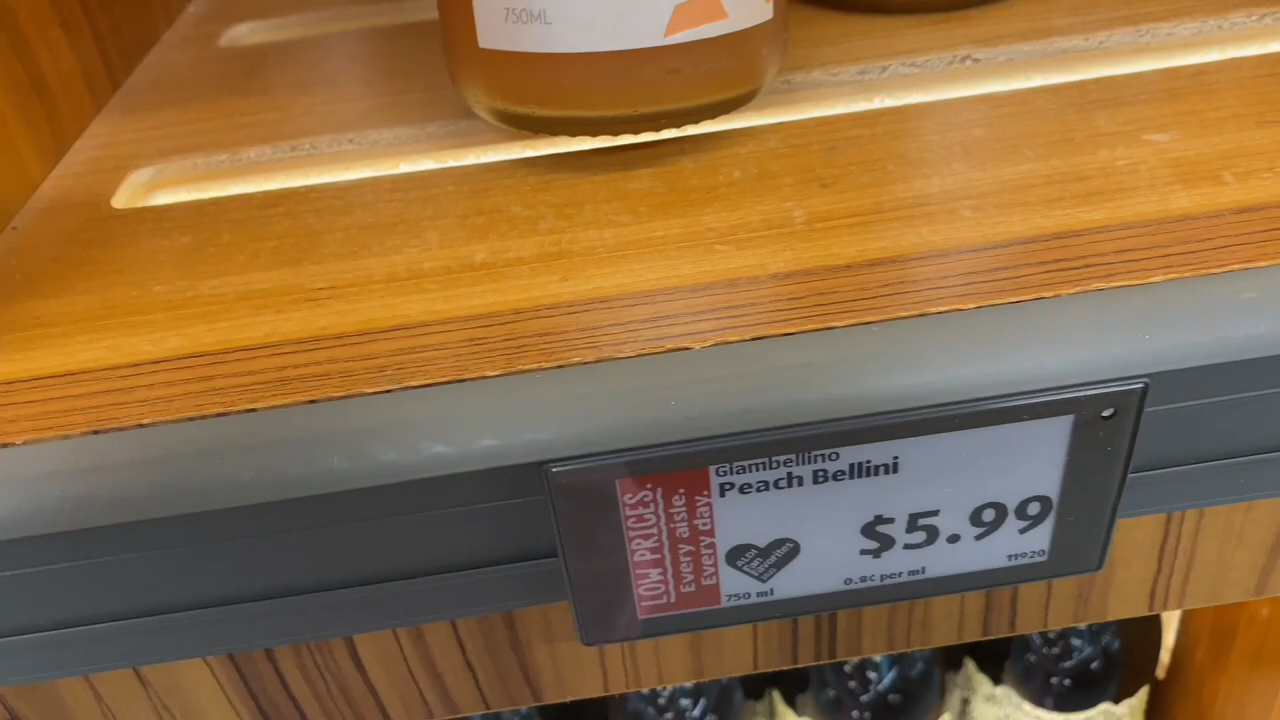 750ML
LOW PRICES.
Every aisle.
Every day.
Giambellino
Peach Bellini
$5.99
ALDI
Fan
Favorites
750 ml
0.8¢ per ml
11920